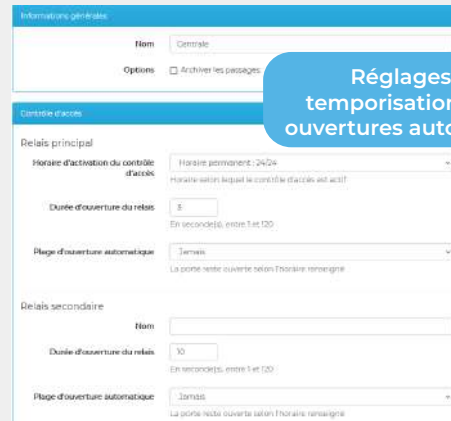 Informations générales
Nom Centrale
Options Archiver les passages
Réglages
temporisation
ouvertures auto
Contrôle d'accès
Relais principal
Horaire d'activation du contrôle
d'accès
Horaire permanent : 24/24
Horaire selon lequel le contrôle d'accès est actif
Durée d'ouverture du relais
En seconde(s), entre 1 et 120
Plage d'ouverture automatique Jamais
La porte reste ouverte selon l'horaire renseigné
Relais secondaire
Nom
Durée d'ouverture du relais 10
En seconde(s), entre 1 et 120
Plage d'ouverture automatique Jamais
La porte reste ouverte selon l'horaire renseigné